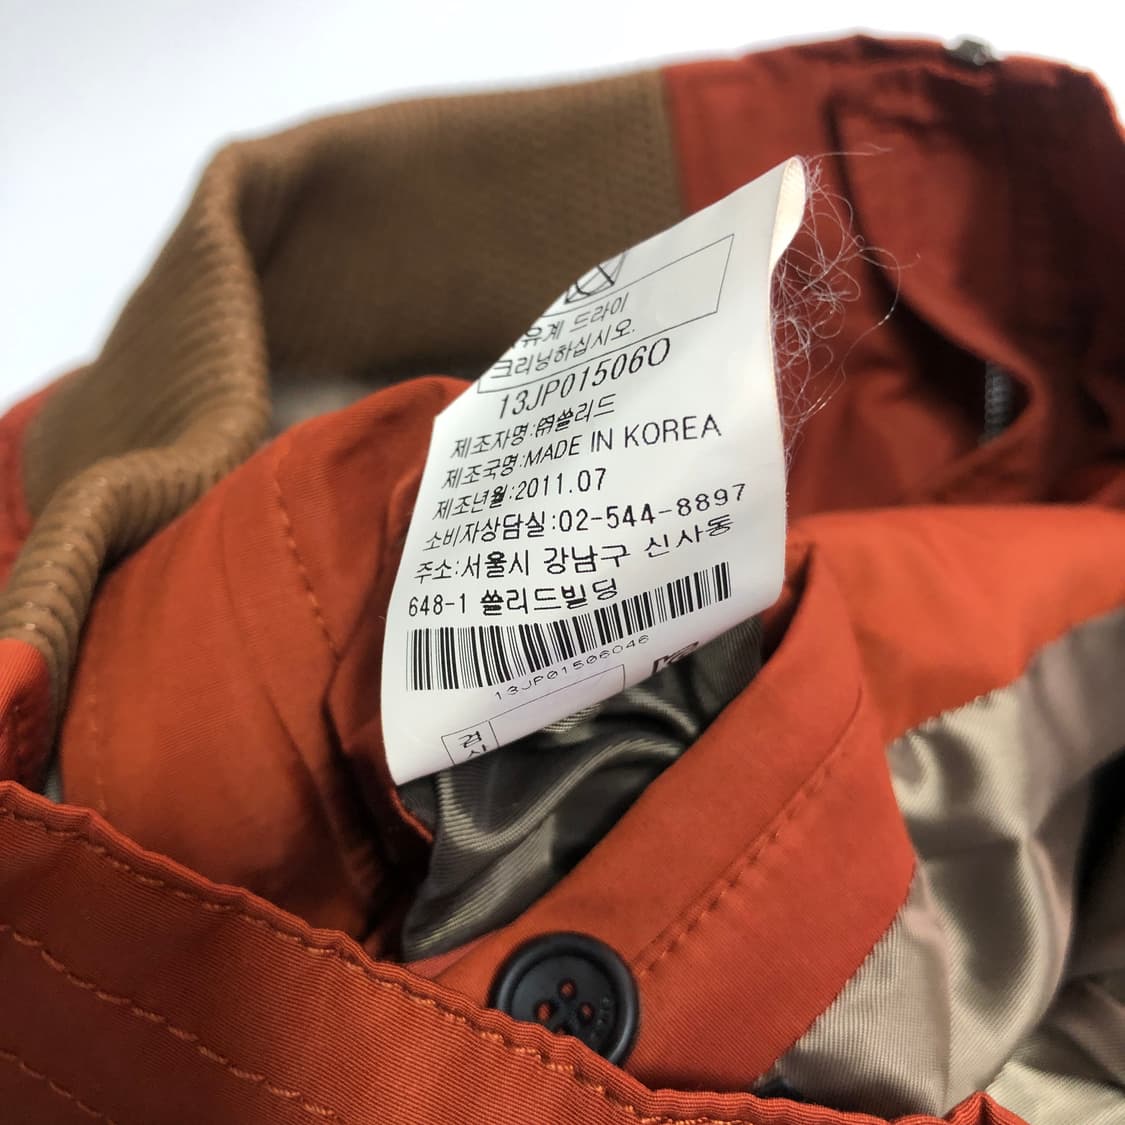 유계 드라이
크리닝하십시오.
13JP01506O
제조자명:㈜쏠리드
제조국명:MADE IN KOREA
제조년월:2011.07
소비자상담실:02-544-8897
주소:서울시 강남구 신사동
648-1 쏠리드빌딩
13JP01506O46